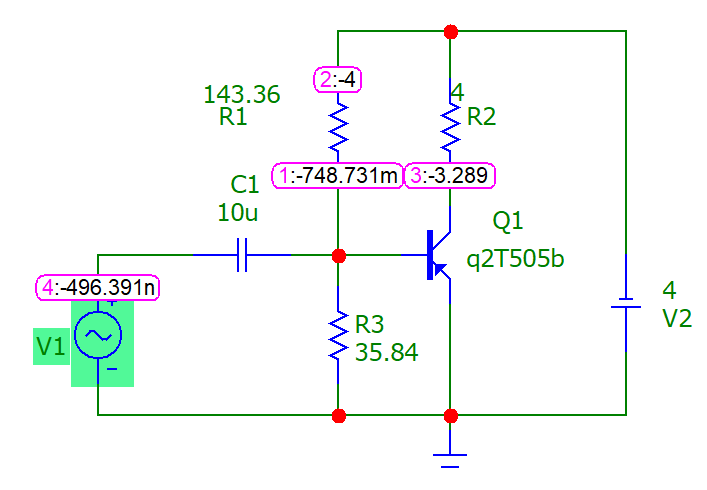 2:-4
143.36
R1
4
R2
1:-748.731m
3:-3.289
C1
10u
Q1
q2T505b
4:-496.391n
+
V1
-
R3
35.84
4
V2